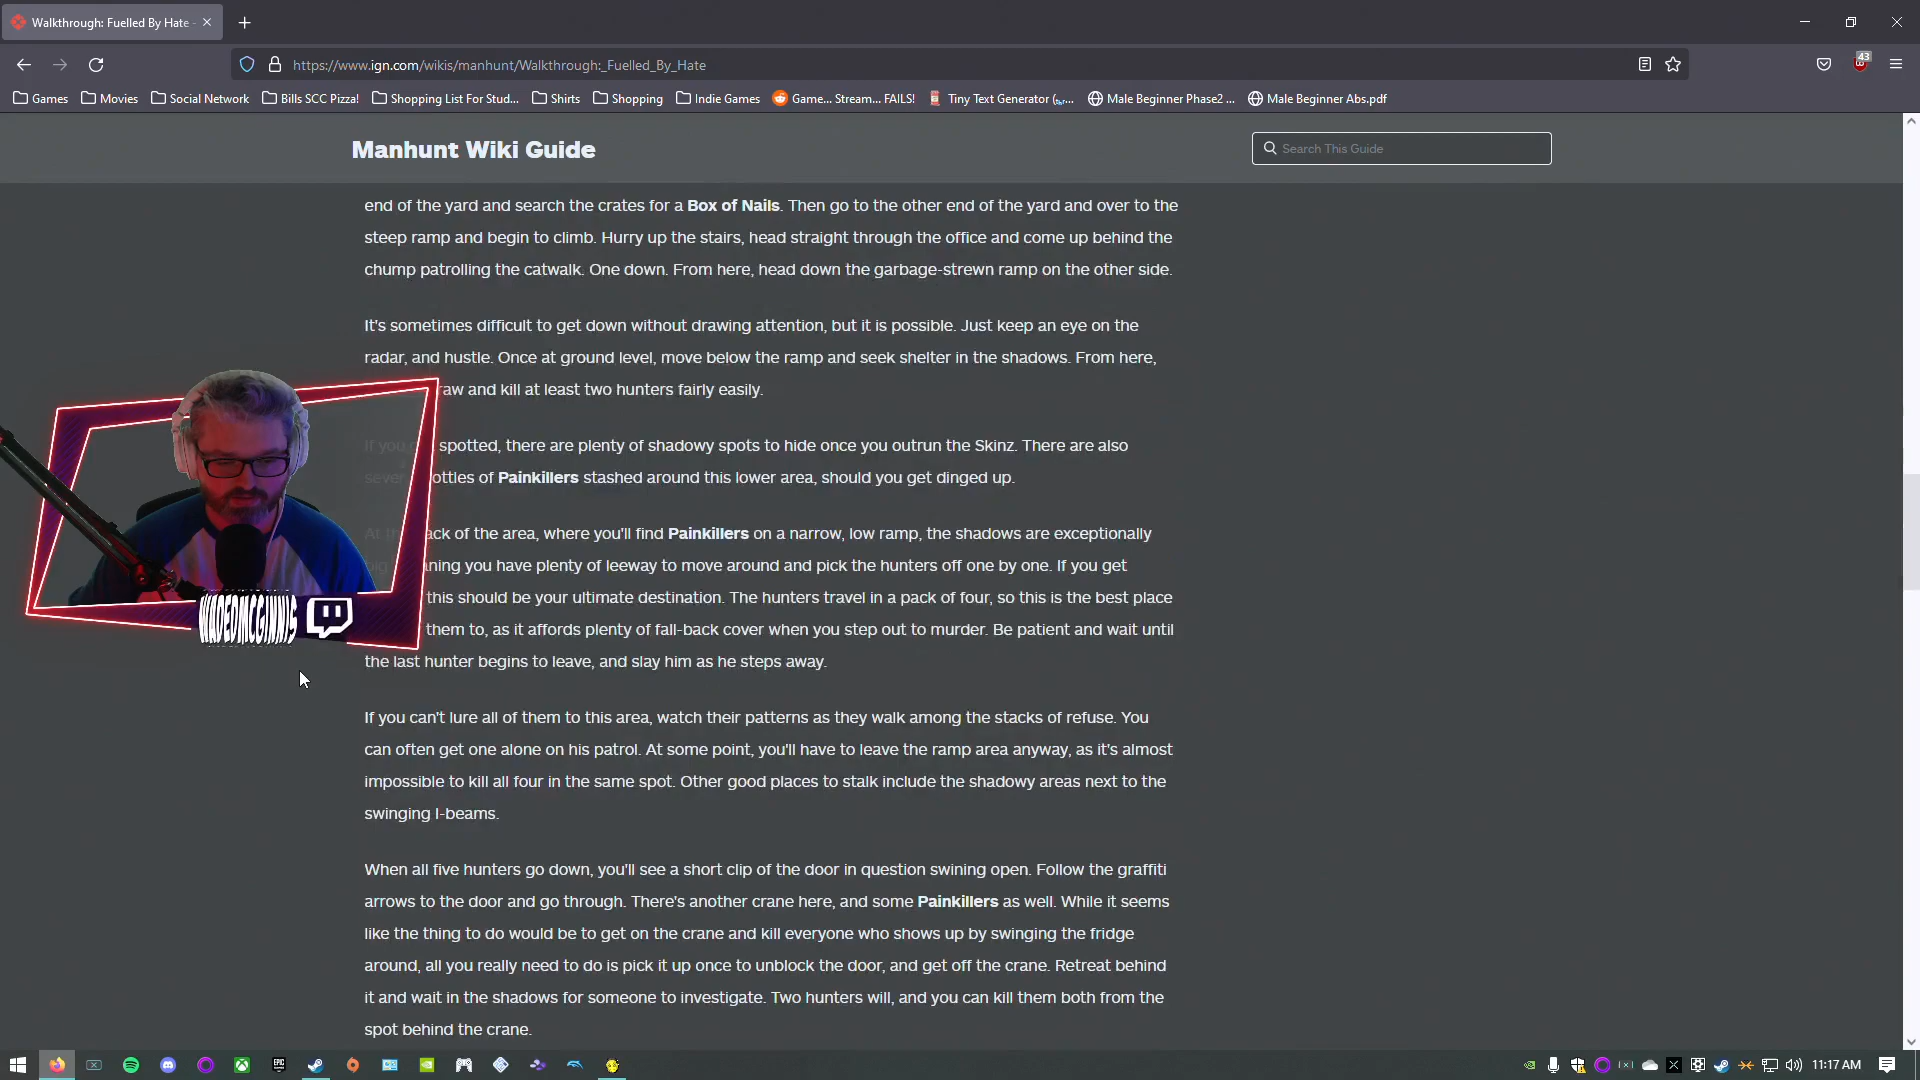 Walkthrough: Fuelled By Hate -
https://www.ign.com/wikis/manhunt/Walkthrough:_Fuelled_By_Hate
43
Games Movies Social Network Bills SCC Pizza! Shopping List For Stud... Shirts Shopping Indie Games Game... Stream... FAILS! Tiny Text Generator Male Beginner Phase2 ... Male Beginner Abs.pdf
Manhunt Wiki Guide
Search This Guide
end of the yard and search the crates for a Box of Nails. Then go to the other end of the yard and over to the
steep ramp and begin to climb. Hurry up the stairs, head straight through the office and come up behind the
chump patrolling the catwalk. One down. From here, head down the garbage-strewn ramp on the other side.
It's sometimes difficult to get down without drawing attention, but it is possible. Just keep an eye on the
radar, and hustle. Once at ground level, move below the ramp and seek shelter in the shadows. From here,
raw and kill at least two hunters fairly easily.
If you spotted, there are plenty of shadowy spots to hide once you outrun the Skinz. There are also
sever ottles of Painkillers stashed around this lower area, should you get dinged up.
At ack of the area, where you'll find Painkillers on a narrow, low ramp, the shadows are exceptionally
big ning you have plenty of leeway to move around and pick the hunters off one by one. If you get
this should be your ultimate destination. The hunters travel in a pack of four, so this is the best place
them to, as it affords plenty of fall-back cover when you step out to murder. Be patient and wait until
WADEDMCGINNIS
the last hunter begins to leave, and slay him as he steps away.
If you can't lure all of them to this area, watch their patterns as they walk among the stacks of refuse. You
can often get one alone on his patrol. At some point, you'll have to leave the ramp area anyway, as it's almost
impossible to kill all four in the same spot. Other good places to stalk include the shadowy areas next to the
swinging I-beams.
When all five hunters go down, you'll see a short clip of the door in question swining open. Follow the graffiti
arrows to the door and go through. There's another crane here, and some Painkillers as well. While it seems
like the thing to do would be to get on the crane and kill everyone who shows up by swinging the fridge
around, all you really need to do is pick it up once to unblock the door, and get off the crane. Retreat behind
it and wait in the shadows for someone to investigate. Two hunters will, and you can kill them both from the
spot behind the crane.
11:17 AM